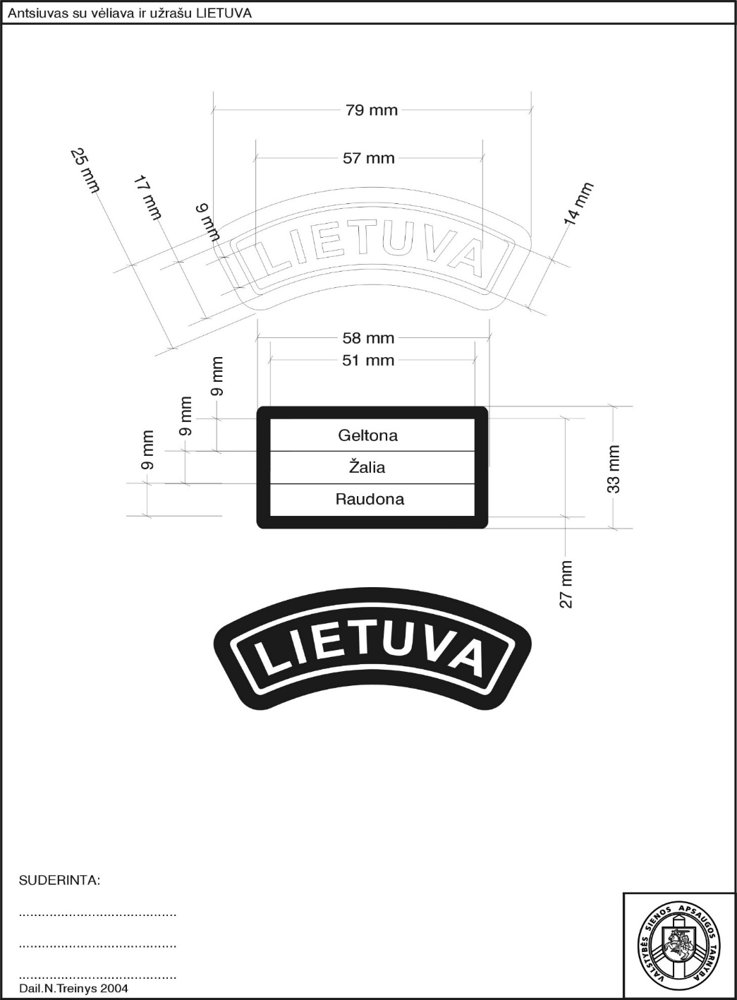 Antsiuvas su vėliava ir užrašu LIETUVA
79 mm
57 mm
25 mm
17 mm
9 mm
14 mm
LIETUVA
58 mm
51 mm
9 mm
9 mm
9 mm
Geltona
Žalia
Raudona
33 mm
27 mm
LIETUVA
SUDERINTA:
.........................................
.........................................
.........................................
Dail.N.Treinys 2004
VALSTYBĖS SIENOS APSAUGOS TARNYBA